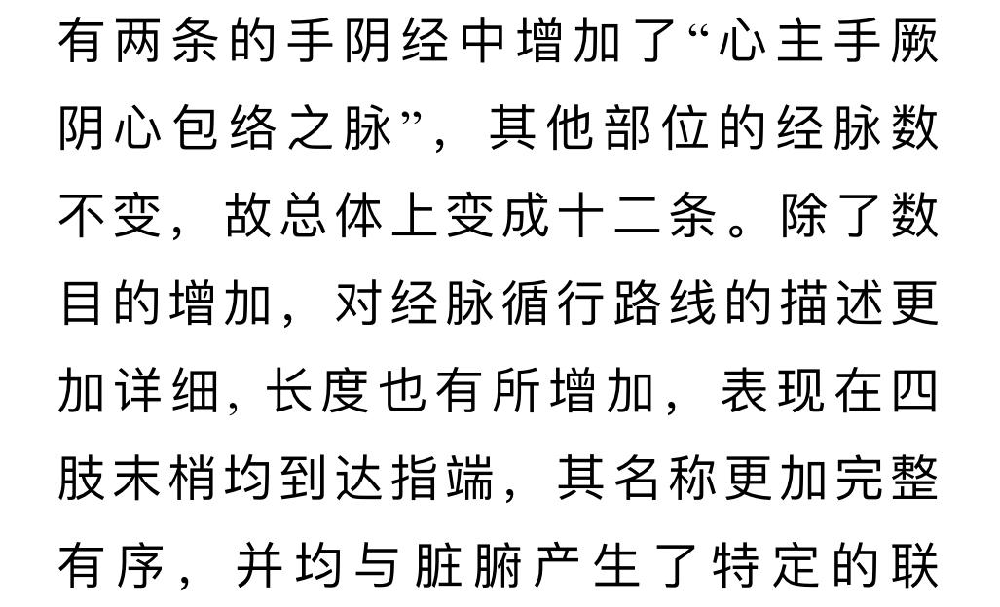 有两条的手阴经中增加了“心主手厥
阴心包络之脉”，其他部位的经脉数
不变，故总体上变成十二条。除了数
目的增加，对经脉循行路线的描述更
加详细，长度也有所增加，表现在四
肢末梢均到达指端，其名称更加完整
有序，并均与脏腑产生了特定的联